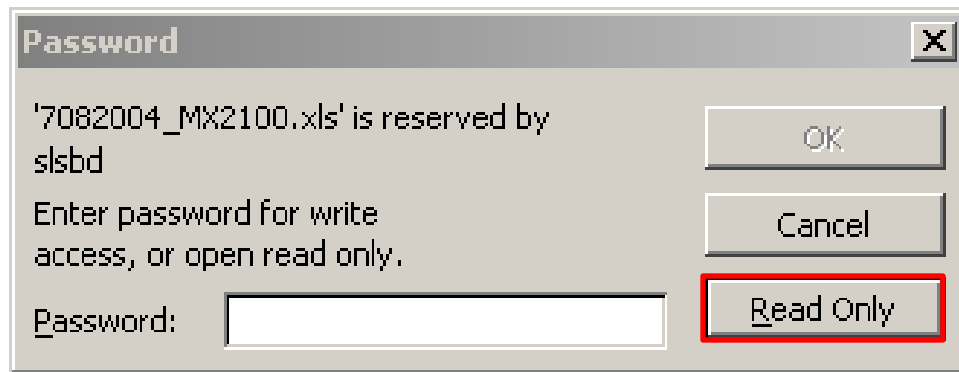 Password
'7082004_MX2100.xls' is reserved by
slsbd
OK
Enter password for write
access, or open read only.
Cancel
Password:
Read Only